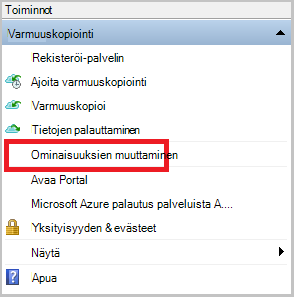 Toiminnot
Varmuuskopiointi
Rekisteröi-palvelin
Ajoita varmuuskopiointi
Varmuuskopioi
Tietojen palauttaminen
Ominaisuuksien muuttaminen
Avaa Portal
Microsoft Azure palautus palveluista A....
Yksityisyyden & evästeet
Näytä
Apua